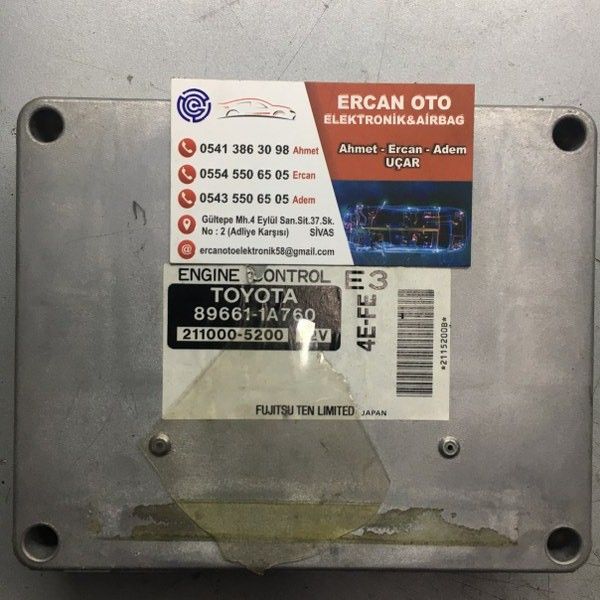 ERCAN OTO
ELEKTRONİK&AİRBAG
Ahmet - Ercan - Adem
UÇAR
0541 386 30 98 Ahmet
0554 550 65 05 Ercan
0543 550 65 05 Adem
Gültepe Mh.4 Eylül San.Sit.37.Sk.
No : 2 (Adliye Karşısı) SİVAS
ercanotoelektronik58@gmail.com
ENGINE CONTROL E3
TOYOTA
89661-1A760
211000-5200 12V
4E-FE
*2115200B*
FUJITSU TEN LIMITED JAPAN